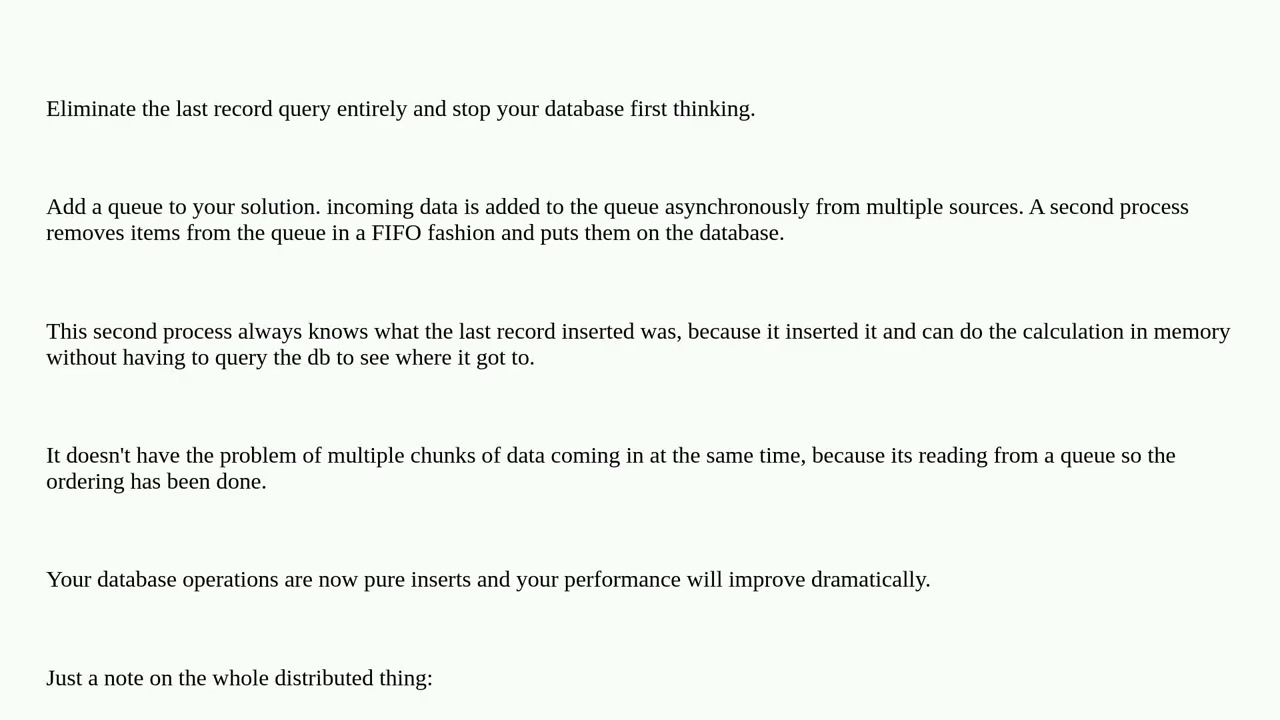 Eliminate the last record query entirely and stop your database first thinking.
Add a queue to your solution. incoming data is added to the queue asynchronously from multiple sources. A second process
removes items from the queue in a FIFO fashion and puts them on the database.
This second process always knows what the last record inserted was, because it inserted it and can do the calculation in memory
without having to query the db to see where it got to.
It doesn't have the problem of multiple chunks of data coming in at the same time, because its reading from a queue so the
ordering has been done.
Your database operations are now pure inserts and your performance will improve dramatically.
Just a note on the whole distributed thing: